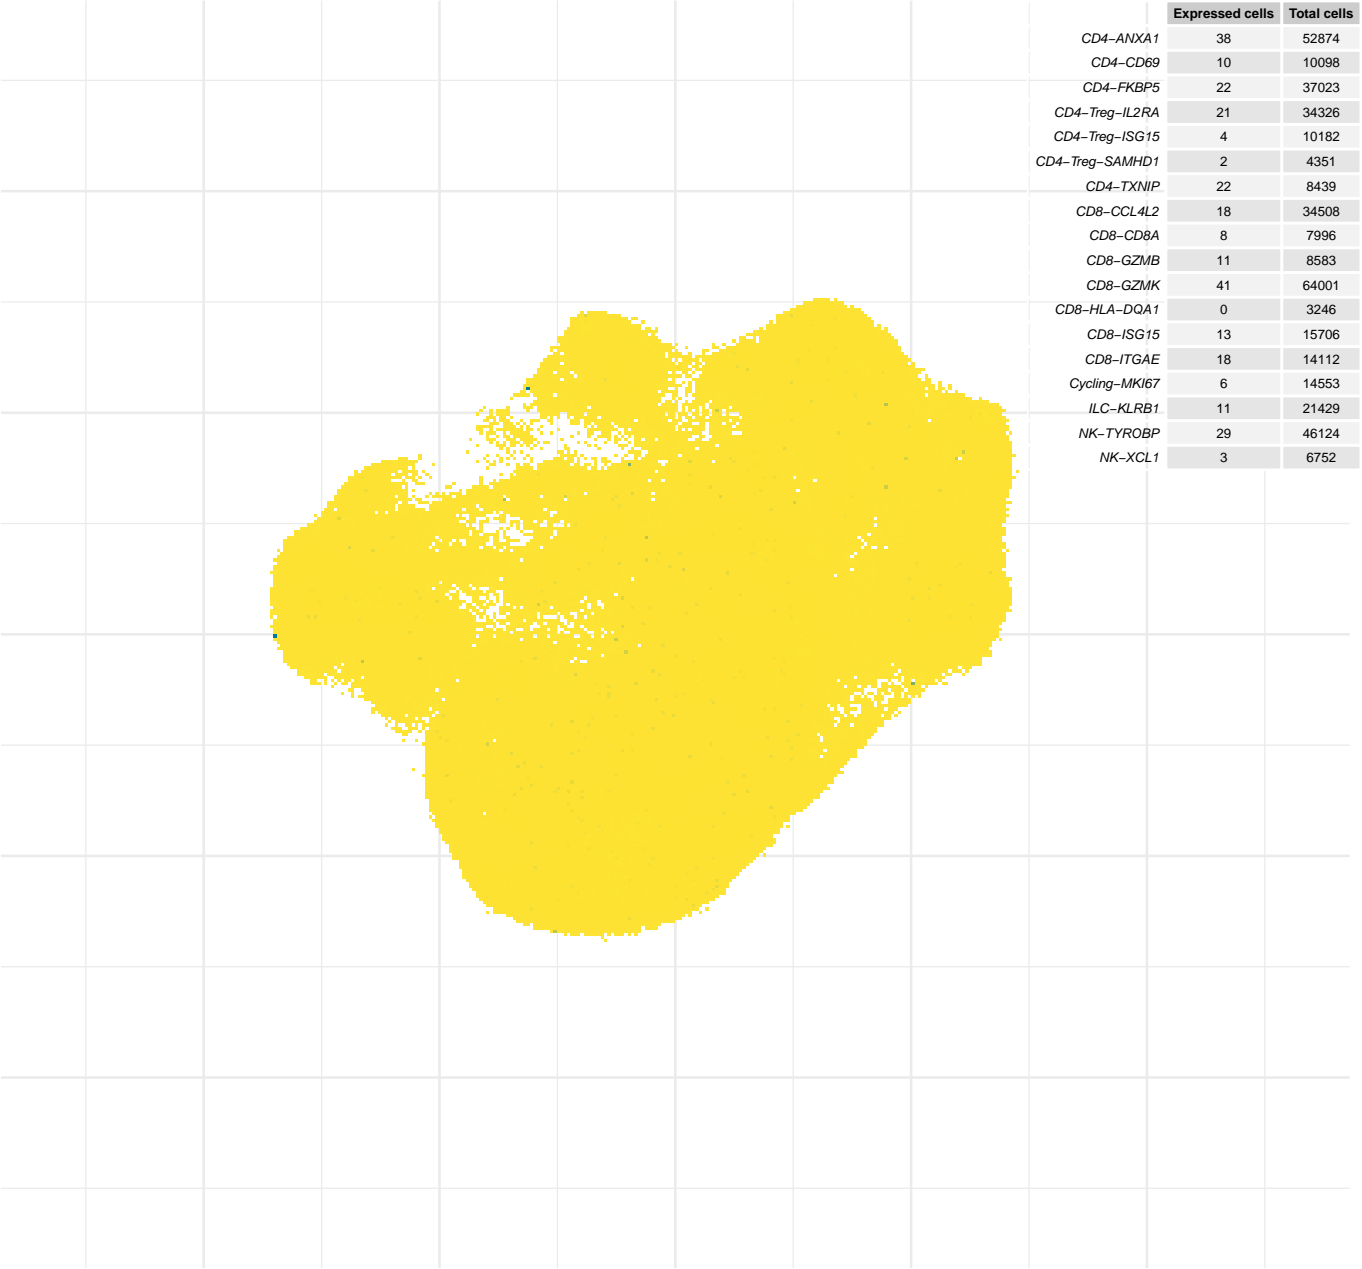 Expressed cells Total cells
CD4−ANXA1 38 52874
CD4−CD69 10 10098
CD4−FKBP5 22 37023
CD4−Treg−IL2RA 21 34326
CD4−Treg−ISG15 4 10182
CD4−Treg−SAMHD1 2 4351
CD4−TXNIP 22 8439
CD8−CCL4L2 18 34508
CD8−CD8A 8 7996
CD8−GZMB 11 8583
CD8−GZMK 41 64001
CD8−HLA−DQA1 0 3246
CD8−ISG15 13 15706
CD8−ITGAE 18 14112
Cycling−MKI67 6 14553
ILC−KLRB1 11 21429
NK−TYROBP 29 46124
NK−XCL1 3 6752